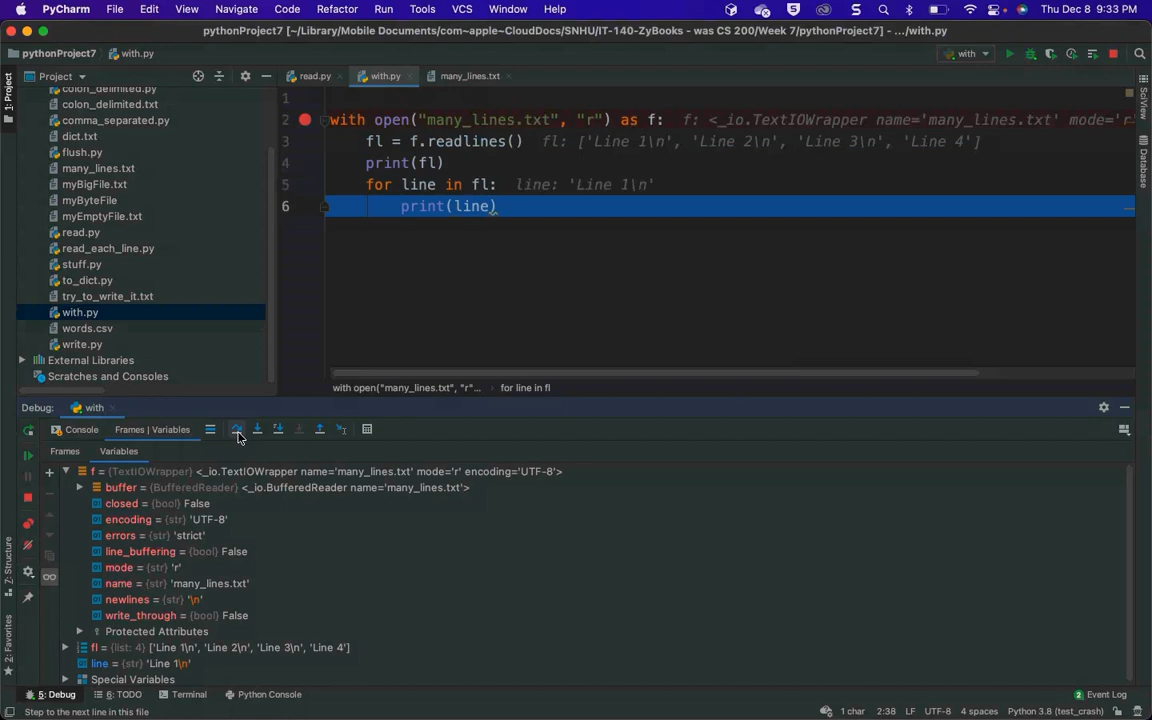 PyCharm File Edit View Navigate Code Refactor Run Tools VCS Window Help Thu Dec 8 9:33 PM
pythonProject7 [~/Library/Mobile Documents/com~apple~CloudDocs/SNHU/IT-140-ZyBooks - was CS 200/Week 7/pythonProject7] - .../with.py
pythonProject7 with.py with
Project read.py with.py many_lines.txt
1: Project
SciView
Database
colon_delimited.py
colon_delimited.txt
comma_separated.py
dict.txt
flush.py
many_lines.txt
myBigFile.txt
myByteFile
myEmptyFile.txt
read.py
read_each_line.py
stuff.py
to_dict.py
try_to_write_it.txt
with.py
words.csv
write.py
External Libraries
Scratches and Consoles
1
2 with open("many_lines.txt", "r") as f: f: <_io.TextIOWrapper name='many_lines.txt' mode='r
3 fl = f.readlines() fl: ['Line 1\n', 'Line 2\n', 'Line 3\n', 'Line 4']
4 print(fl)
5 for line in fl: line: 'Line 1\n'
6 print(line)
with open("many_lines.txt", "r"... for line in fl
Debug: with
Console Frames | Variables
Frames Variables
f = {TextIOWrapper} <_io.TextIOWrapper name='many_lines.txt' mode='r' encoding='UTF-8'>
buffer = {BufferedReader} <_io.BufferedReader name='many_lines.txt'>
closed = {bool} False
encoding = {str} 'UTF-8'
errors = {str} 'strict'
line_buffering = {bool} False
mode = {str} 'r'
name = {str} 'many_lines.txt'
newlines = {str} '\n'
write_through = {bool} False
Protected Attributes
fl = {list: 4} ['Line 1\n', 'Line 2\n', 'Line 3\n', 'Line 4']
line = {str} 'Line 1\n'
Special Variables
Z: Structure
2: Favorites
5: Debug 6: TODO Terminal Python Console 2 Event Log
Step to the next line in this file 1 char 2:38 LF UTF-8 4 spaces Python 3.8 (test_crash)